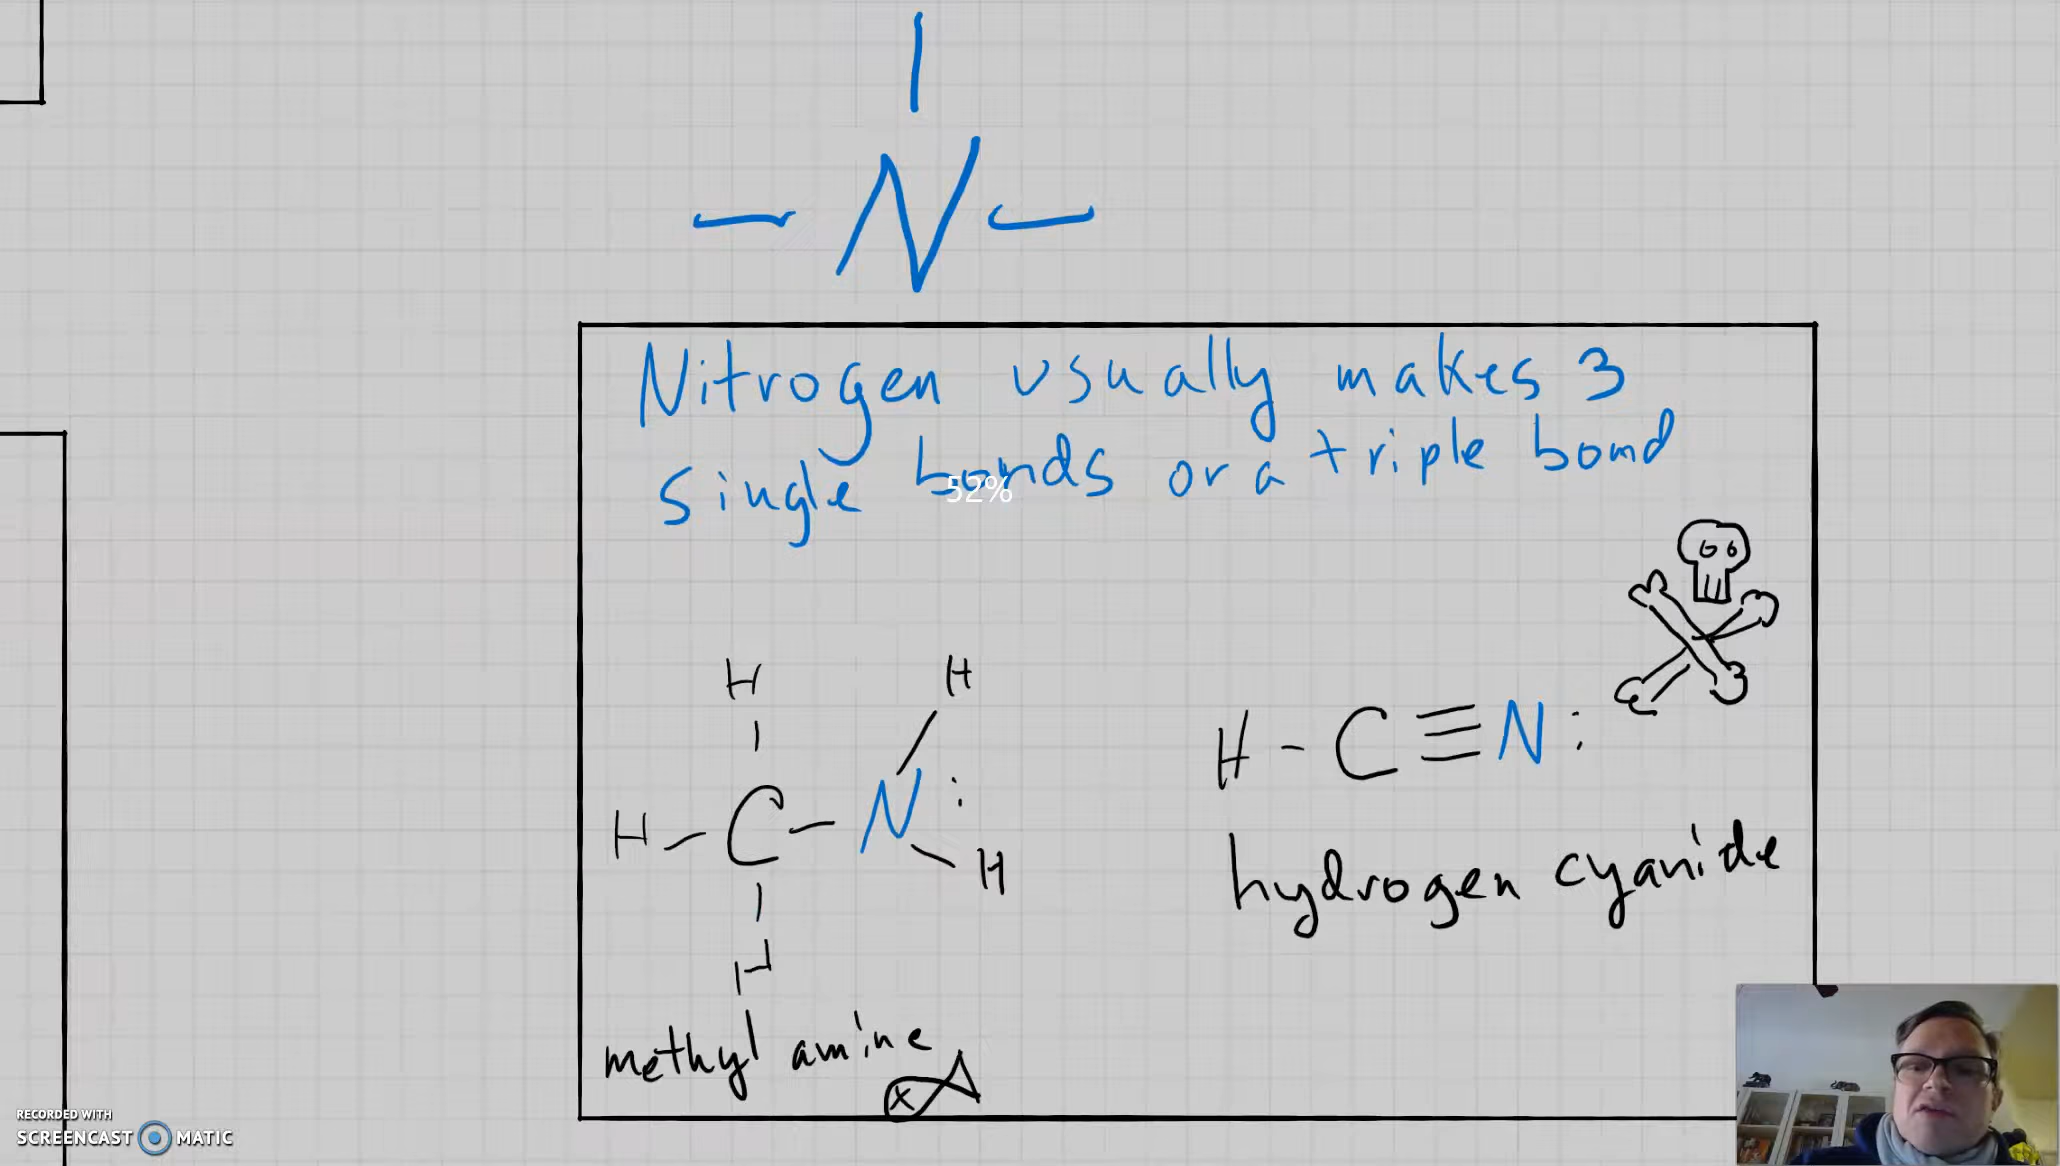 N
Nitrogen usually makes 3
single bonds or a triple bond
52%
H H
H - C ≡ N :
H - C - N :
H
hydrogen cyanide
H
methyl amine
x
RECORDED WITH
SCREENCAST MATIC